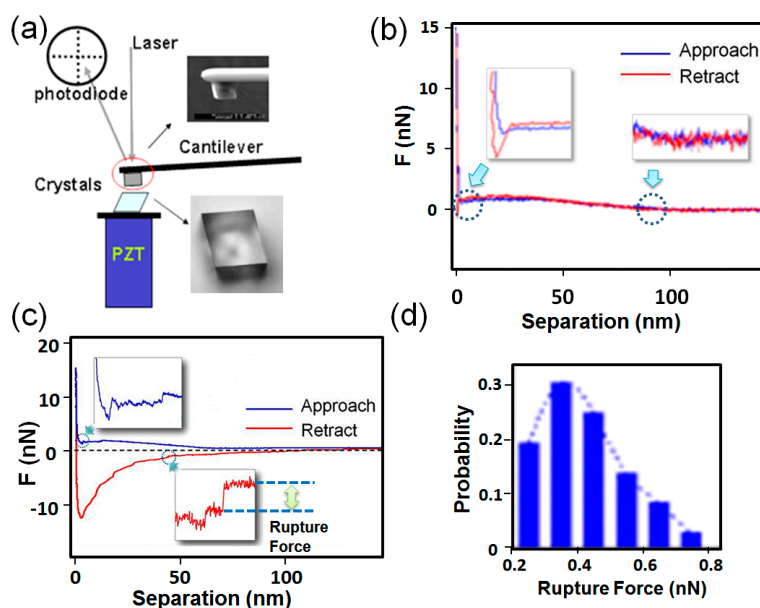 (a)
Laser
photodiode
Cantilever
Crystals
PZT
(b)
15
10
5
0
F (nN)
Approach
Retract
0
50
100
Separation (nm)
(c)
20
10
0
-10
F (nN)
Approach
Retract
Rupture
Force
0
50
100
Separation (nm)
(d)
0.3
0.2
0.1
0
Probability
0.2
0.4
0.6
0.8
Rupture Force (nN)